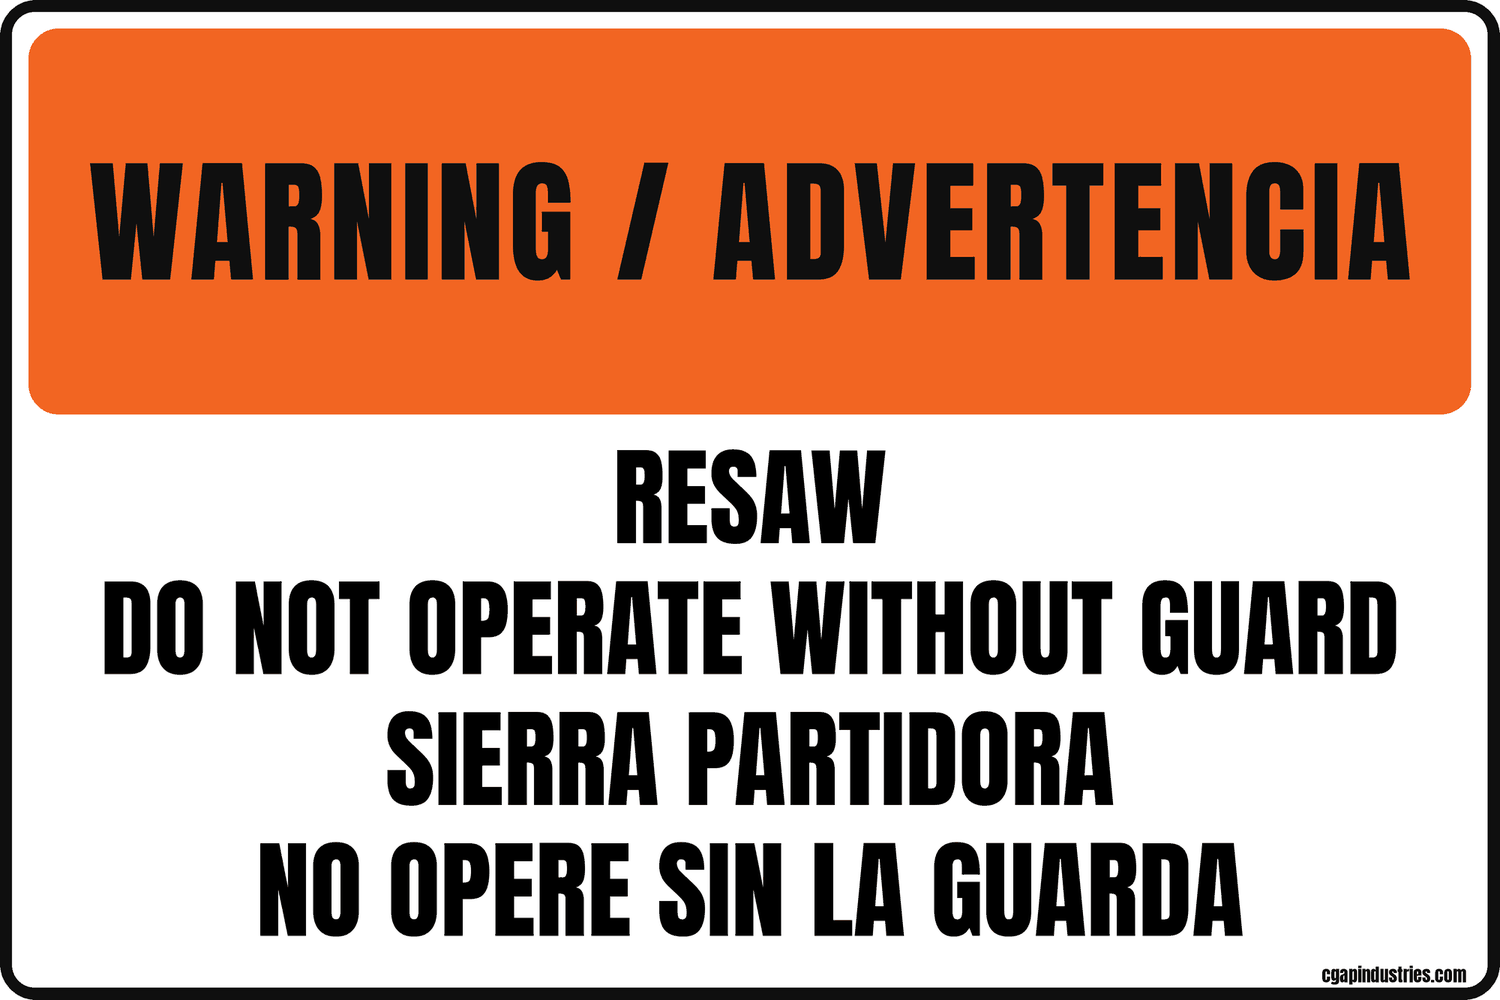 WARNING / ADVERTENCIA
RESAW
DO NOT OPERATE WITHOUT GUARD
SIERRA PARTIDORA
NO OPERE SIN LA GUARDA
cgapindustries.com